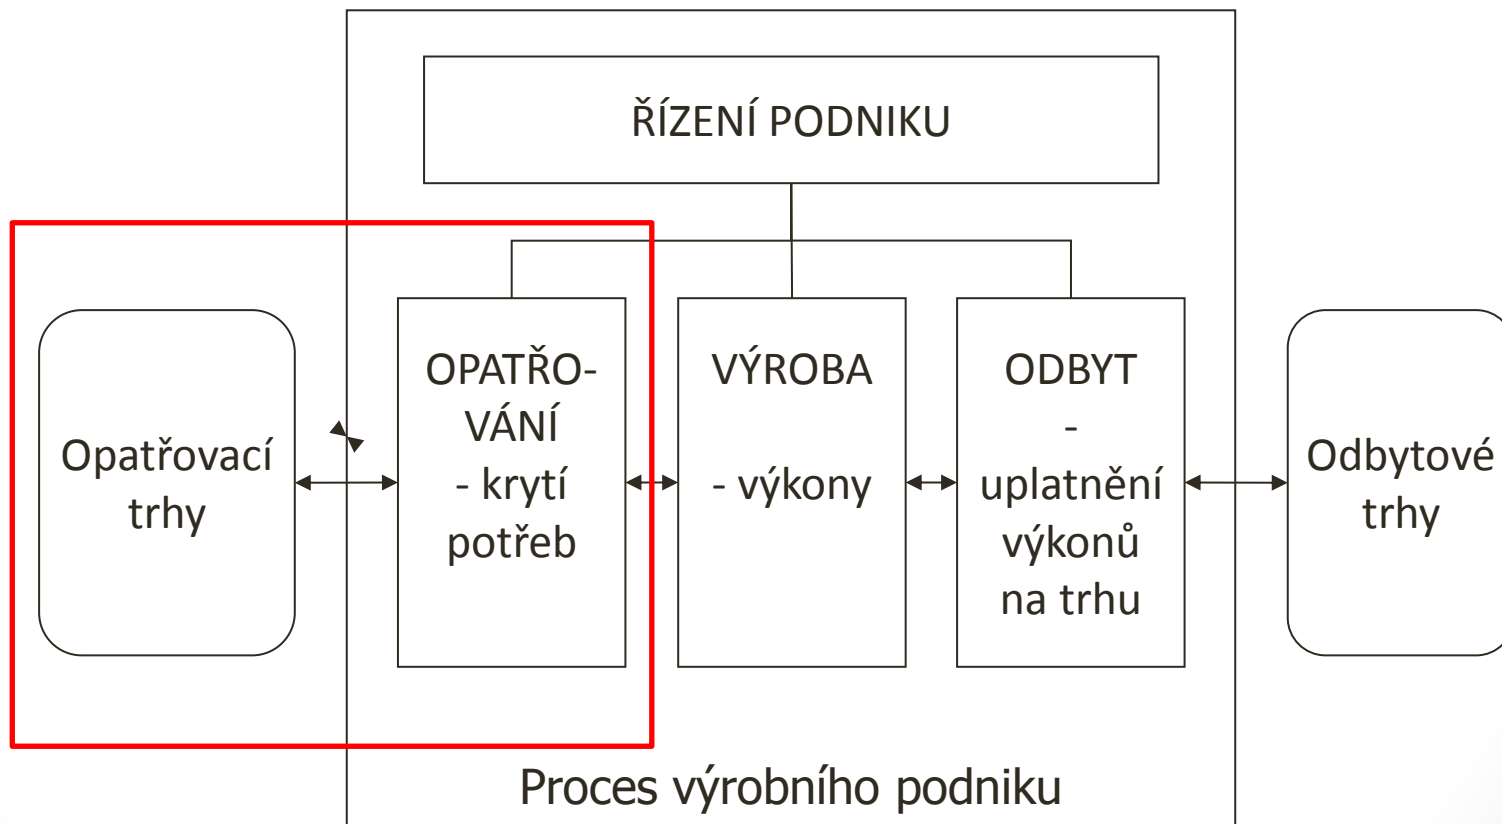 ŘÍZENÍ PODNIKU
Opatřovací
trhy
OPATŘO-
VÁNÍ
- krytí
potřeb
VÝROBA
- výkony
ODBYT
-
uplatnění
výkonů
na trhu
Odbytové
trhy
Proces výrobního podniku